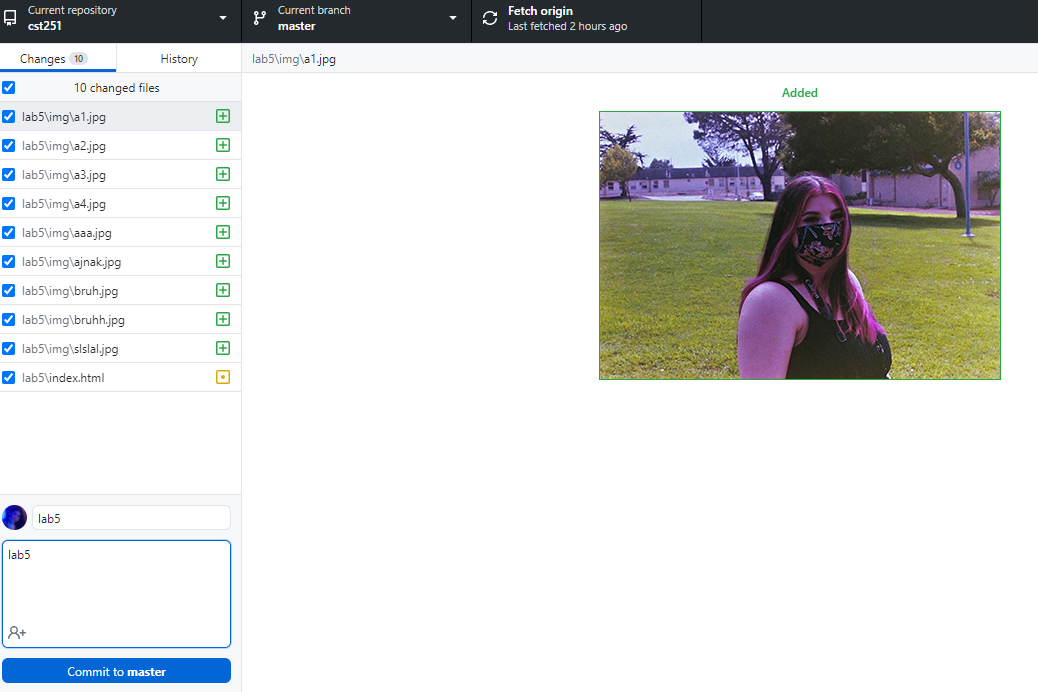 Current repository
cst251
Current branch
master
Fetch origin
Last fetched 2 hours ago
Changes 10
History
lab5\img\a1.jpg
10 changed files
lab5\img\a1.jpg
lab5\img\a2.jpg
lab5\img\a3.jpg
lab5\img\a4.jpg
lab5\img\aaa.jpg
lab5\img\ajnak.jpg
lab5\img\bruh.jpg
lab5\img\bruhh.jpg
lab5\img\slslal.jpg
lab5\index.html
Added
lab5
lab5
Commit to master